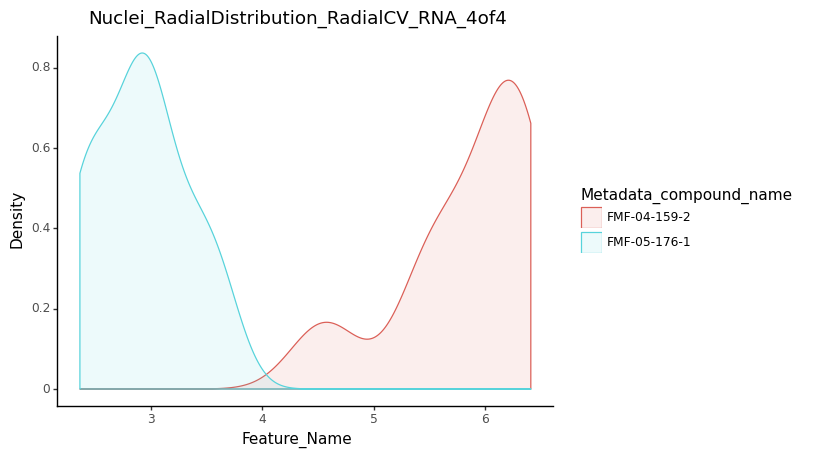 Nuclei_RadialDistribution_RadialCV_RNA_4of4
0.8
0.6
0.4
0.2
0
Density
3 4 5 6
Feature_Name
Metadata_compound_name
FMF-04-159-2
FMF-05-176-1